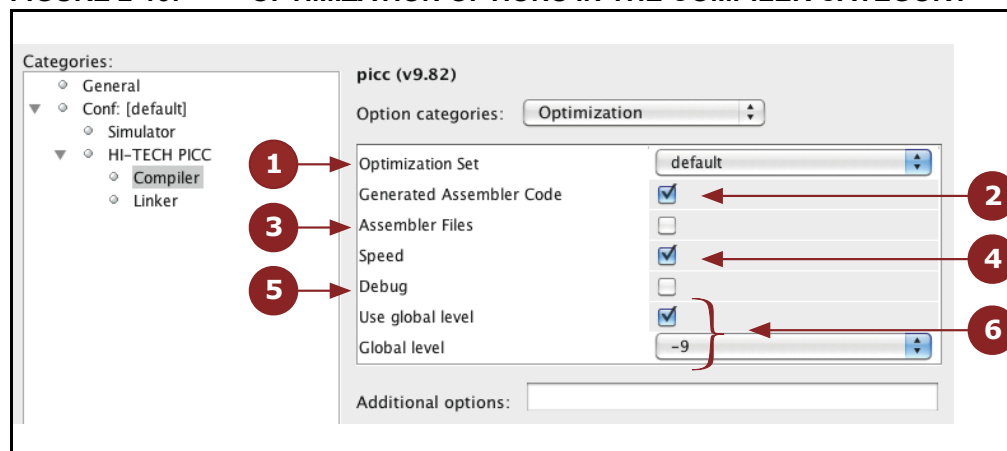 Categories:
General
Conf: [default]
Simulator
HI-TECH PICC
Compiler
Linker
picc (v9.82)
Option categories: Optimization
1 Optimization Set default
Generated Assembler Code 2
3 Assembler Files
Speed 4
5 Debug
Use global level
6
Global level -9
Additional options: